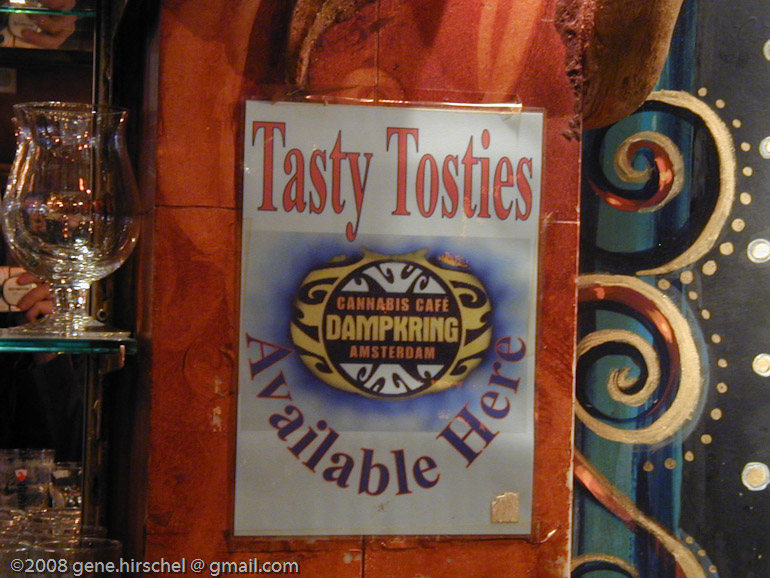 Tasty Tosties
CANNABIS CAFÉ
DAMPKRING
AMSTERDAM
Available Here
©2008 gene.hirschel @ gmail.com